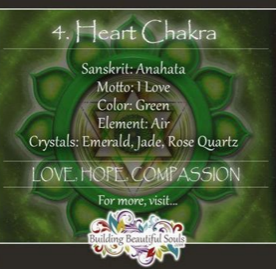 4. Heart Chakra
Sanskrit: Anahata
Motto: I Love
Color: Green
Element: Air
Crystals: Emerald, Jade, Rose Quartz
LOVE. HOPE. COMPASSION
For more, visit...
Building Beautiful Souls